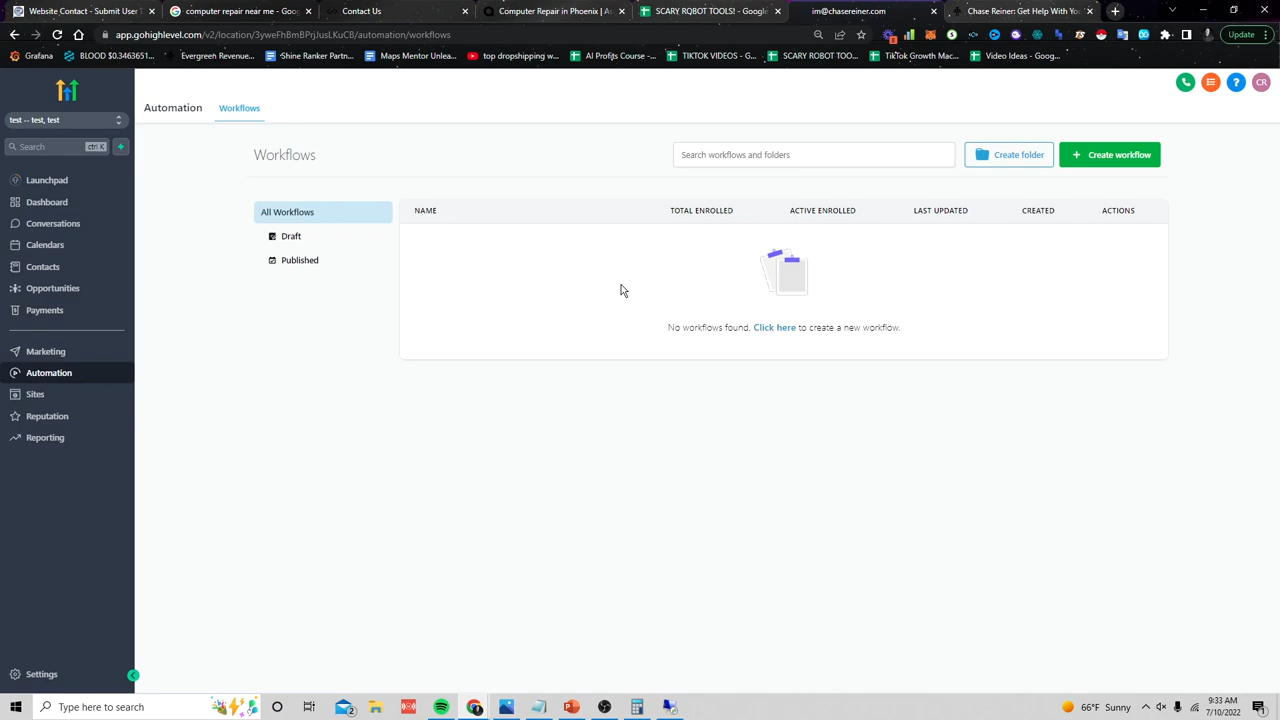 Website Contact - Submit User
computer repair near me - Goo
Contact Us
Computer Repair in Phoenix | As
SCARY ROBOT TOOLS! - Google
im@chasereiner.com
Chase Reiner Get Help With You
app.gohighlevel.com/v2/location/3yweFhBmBPrJusLKuCB/automation/workflows
Update
Grafana
BLOOD $0.3463651...
Evergreen Revenue...
Shine Ranker Partn...
Maps Mentor Unlea...
top dropshipping w...
AI Profits Course -...
TIKTOK VIDEOS - G...
SCARY ROBOT TOO...
TikTok Growth Mac...
Video Ideas - Goog...
Automation
Workflows
CR
test -- test, test
Search
ctrl K
Launchpad
Dashboard
Conversations
Calendars
Contacts
Opportunities
Payments
Marketing
Automation
Sites
Reputation
Reporting
Settings
Workflows
Search workflows and folders
Create folder
Create workflow
All Workflows
Draft
Published
NAME
TOTAL ENROLLED
ACTIVE ENROLLED
LAST UPDATED
CREATED
ACTIONS
No workflows found. Click here to create a new workflow.
Type here to search
66°F Sunny
9:33 AM
7/10/2022